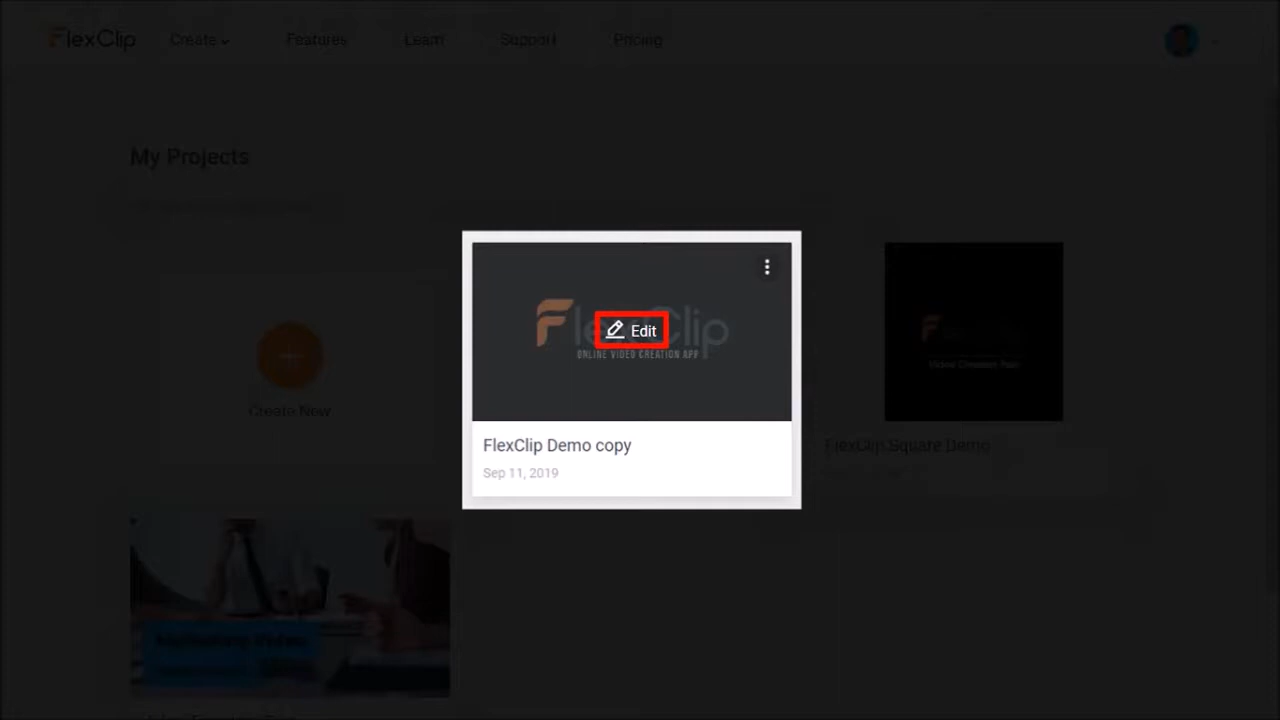 FlexClip
Create
Features
Learn
Support
Pricing
My Projects
FlexClip
Edit
ONLINE VIDEO CREATION APP
Create New
FlexClip Demo copy
Sep 11, 2019
FlexClip Square Demo